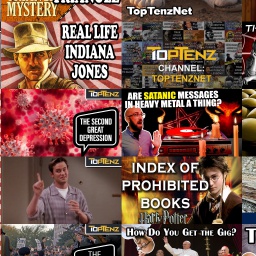 MYSTERY
TRIANGLE
REAL LIFE
INDIANA
JONES
TopTenzNet
TOPTENZ
CHANNEL:
TOPTENZNET
TOPTENZ
THE SECOND
GREAT
DEPRESSION
ARE SATANIC MESSAGES
IN HEAVY METAL A THING?
TOPTENZ
INDEX OF
PROHIBITED
BOOKS
Harry Potter
TOPTENZ
THE
HOW DO YOU GET THE GIG?